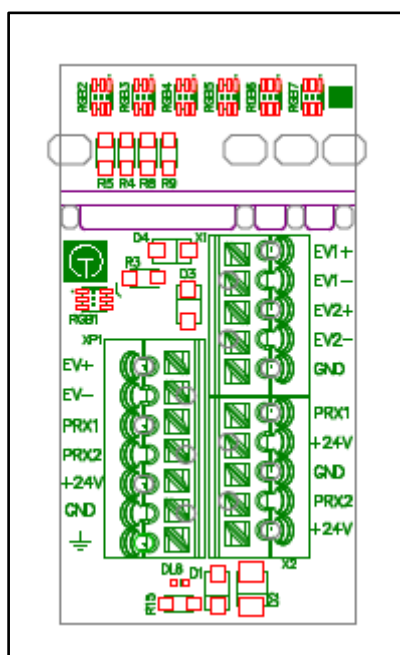 RGB2 RGB3 RGB4 RGB5 RGB6 RGB7
R5 R4 R8 R9
D4 X1
R3
D3
RGB1
XP1
EV1+
EV1-
EV2+
EV2-
GND
EV+
EV-
PRX1
PRX2
+24V
GND
PRX1
+24V
GND
PRX2
+24V
X2
DL8 D1
D2
R15